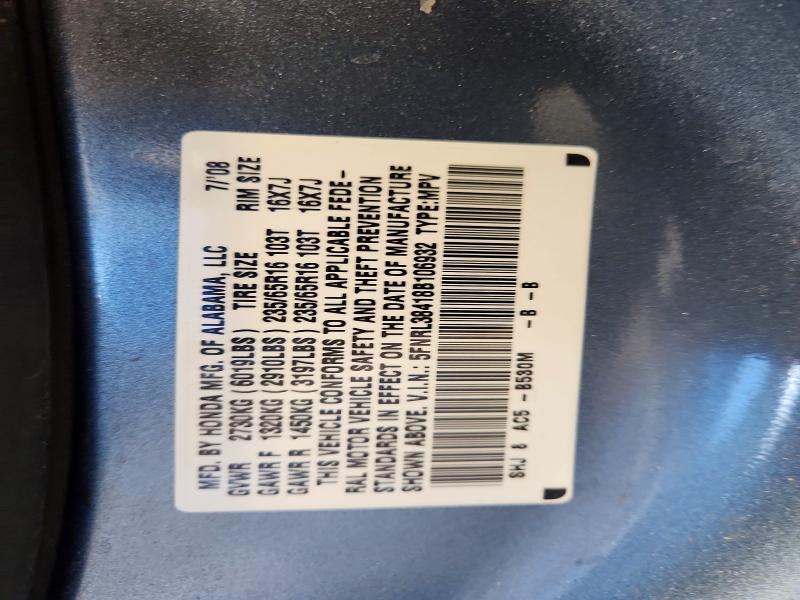 MFD. BY HONDA MFG. OF ALABAMA, LLC 7/'08
GVWR 2730KG (6019LBS) TIRE SIZE RIM SIZE
GAWR F 1320KG (2910LBS) 235/65R16 103T 16X7J
GAWR R 1450KG (3197LBS) 235/65R16 103T 16X7J
THIS VEHICLE CONFORMS TO ALL APPLICABLE FEDE-
RAL MOTOR VEHICLE SAFETY AND THEFT PREVENTION
STANDARDS IN EFFECT ON THE DATE OF MANUFACTURE
SHOWN ABOVE. V.I.N.: 5FNRL38418B106932 TYPE:MPV
SHJ 8 AC5 -B530M -B -B